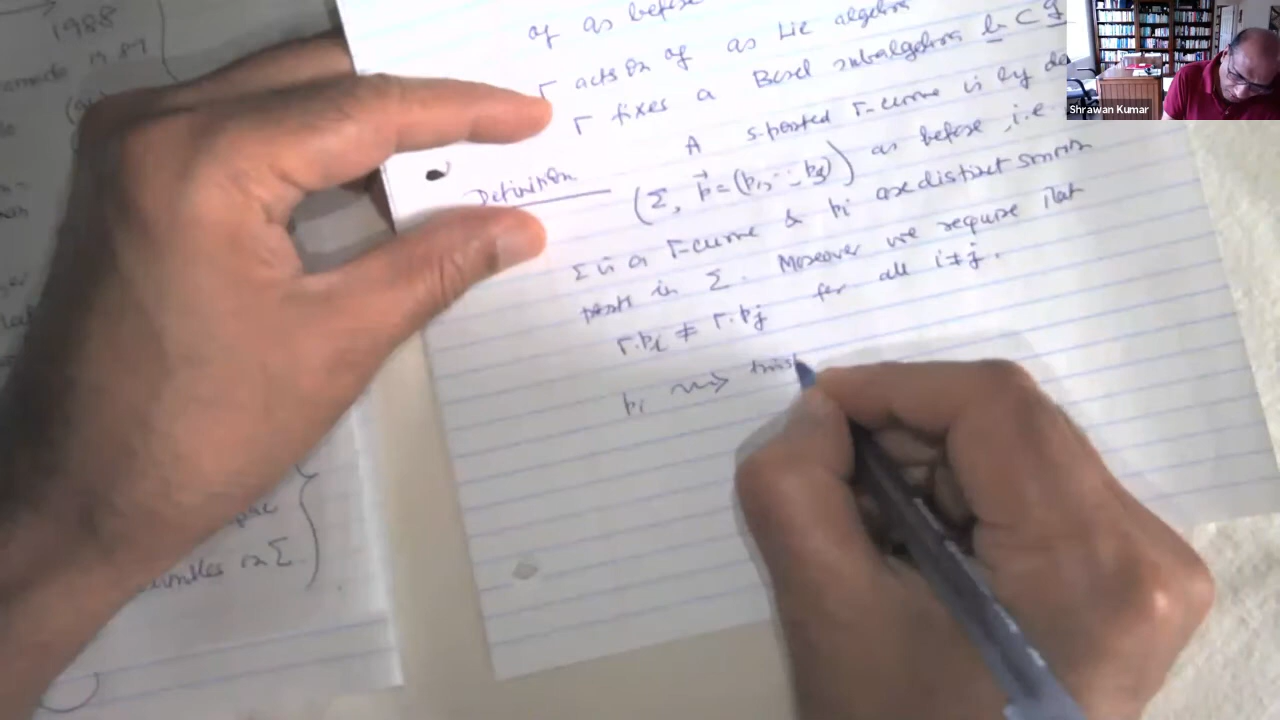 1988
of as before
Γ acts on g as Lie algebra
Γ fixes a Borel subalgebra b ⊂ g
Definition A s-pointed Γ-curve is by de
(Σ, p⃗ = (p₁, ... pₛ)) as before, i.e.
Σ is a Γ-curve & pᵢ are distinct smooth
points in Σ. Moreover we require that
Γ.pᵢ ≠ Γ.pⱼ for all i≠j.
pᵢ ⇝ twist
Σ
Shrawan Kumar